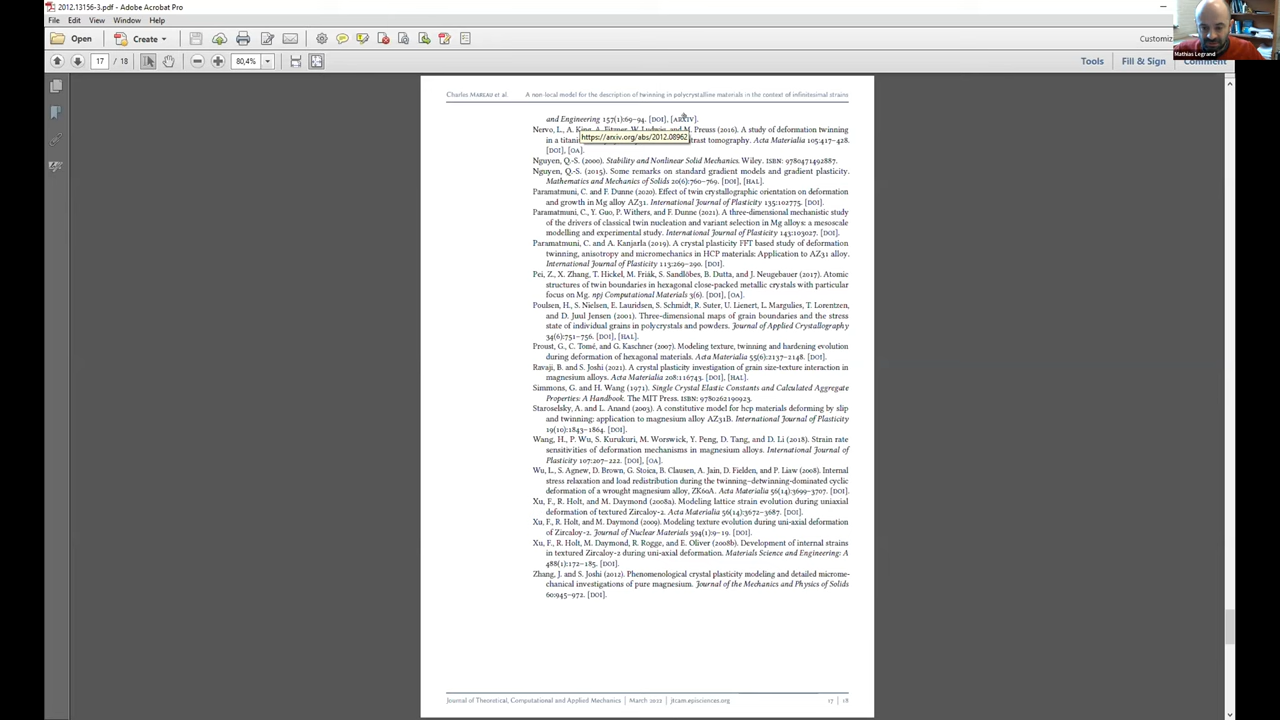 2012.13156-3.pdf - Adobe Acrobat Pro
File Edit View Window Help
Open Create Customiz
17 / 18 80,4% Tools Fill & Sign Comment
Mathias Legrand
Charles Mareau et al. A non-local model for the description of twinning in polycrystalline materials in the context of infinitesimal strains
and Engineering 157(1):69–94. [DOI], [ARXIV].
Nervo, L., A. King, A. Fitzner, W. Ludwig, and M. Preuss (2016). A study of deformation twinning
https://arxiv.org/abs/2012.08962
in a titanium trast tomography. Acta Materialia 105:417–428.
[DOI], [OA].
Nguyen, Q.-S. (2000). Stability and Nonlinear Solid Mechanics. Wiley. ISBN: 9780471492887.
Nguyen, Q.-S. (2015). Some remarks on standard gradient models and gradient plasticity.
Mathematics and Mechanics of Solids 20(6):760–769. [DOI], [HAL].
Paramatmuni, C. and F. Dunne (2020). Effect of twin crystallographic orientation on deformation
and growth in Mg alloy AZ31. International Journal of Plasticity 135:102775. [DOI].
Paramatmuni, C., Y. Guo, P. Withers, and F. Dunne (2021). A three-dimensional mechanistic study
of the drivers of classical twin nucleation and variant selection in Mg alloys: a mesoscale
modelling and experimental study. International Journal of Plasticity 143:103027. [DOI].
Paramatmuni, C. and A. Kanjarla (2019). A crystal plasticity FFT based study of deformation
twinning, anisotropy and micromechanics in HCP materials: Application to AZ31 alloy.
International Journal of Plasticity 113:269–290. [DOI].
Pei, Z., X. Zhang, T. Hickel, M. Friák, S. Sandlöbes, B. Dutta, and J. Neugebauer (2017). Atomic
structures of twin boundaries in hexagonal close-packed metallic crystals with particular
focus on Mg. npj Computational Materials 3(6). [DOI], [OA].
Poulsen, H., S. Nielsen, E. Lauridsen, S. Schmidt, R. Suter, U. Lienert, L. Margulies, T. Lorentzen,
and D. Juul Jensen (2001). Three-dimensional maps of grain boundaries and the stress
state of individual grains in polycrystals and powders. Journal of Applied Crystallography
34(6):751–756. [DOI], [HAL].
Proust, G., C. Tomé, and G. Kaschner (2007). Modeling texture, twinning and hardening evolution
during deformation of hexagonal materials. Acta Materialia 55(6):2137–2148. [DOI].
Ravaji, B. and S. Joshi (2021). A crystal plasticity investigation of grain size-texture interaction in
magnesium alloys. Acta Materialia 208:116743. [DOI], [HAL].
Simmons, G. and H. Wang (1971). Single Crystal Elastic Constants and Calculated Aggregate
Properties: A Handbook. The MIT Press. ISBN: 9780262190923.
Staroselsky, A. and L. Anand (2003). A constitutive model for hcp materials deforming by slip
and twinning: application to magnesium alloy AZ31B. International Journal of Plasticity
19(10):1843–1864. [DOI].
Wang, H., P. Wu, S. Kurukuri, M. Worswick, Y. Peng, D. Tang, and D. Li (2018). Strain rate
sensitivities of deformation mechanisms in magnesium alloys. International Journal of
Plasticity 107:207–222. [DOI], [OA].
Wu, L., S. Agnew, D. Brown, G. Stoica, B. Clausen, A. Jain, D. Fielden, and P. Liaw (2008). Internal
stress relaxation and load redistribution during the twinning–detwinning-dominated cyclic
deformation of a wrought magnesium alloy, ZK60A. Acta Materialia 56(14):3699–3707. [DOI].
Xu, F., R. Holt, and M. Daymond (2008a). Modeling lattice strain evolution during uniaxial
deformation of textured Zircaloy-2. Acta Materialia 56(14):3672–3687. [DOI].
Xu, F., R. Holt, and M. Daymond (2009). Modeling texture evolution during uni-axial deformation
of Zircaloy-2. Journal of Nuclear Materials 394(1):9–19. [DOI].
Xu, F., R. Holt, M. Daymond, R. Rogge, and E. Oliver (2008b). Development of internal strains
in textured Zircaloy-2 during uni-axial deformation. Materials Science and Engineering: A
488(1):172–185. [DOI].
Zhang, J. and S. Joshi (2012). Phenomenological crystal plasticity modeling and detailed microme-
chanical investigations of pure magnesium. Journal of the Mechanics and Physics of Solids
60:945–972. [DOI].
Journal of Theoretical, Computational and Applied Mechanics | March 2022 | jtcam.episciences.org 17 | 18